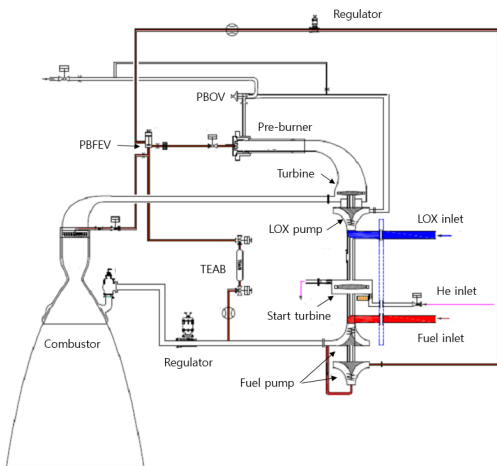 Regulator
PBOV
Pre-burner
PBFEV
Turbine
LOX pump
LOX inlet
TEAB
He inlet
Start turbine
Combustor
Regulator
Fuel inlet
Fuel pump